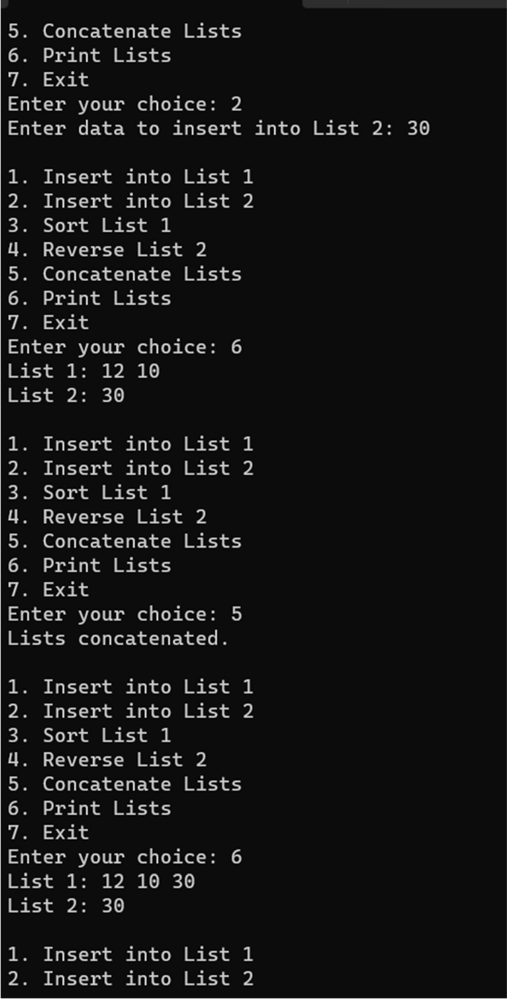 5. Concatenate Lists
6. Print Lists
7. Exit
Enter your choice: 2
Enter data to insert into List 2: 30
1. Insert into List 1
2. Insert into List 2
3. Sort List 1
4. Reverse List 2
5. Concatenate Lists
6. Print Lists
7. Exit
Enter your choice: 6
List 1: 12 10
List 2: 30
1. Insert into List 1
2. Insert into List 2
3. Sort List 1
4. Reverse List 2
5. Concatenate Lists
6. Print Lists
7. Exit
Enter your choice: 5
Lists concatenated.
1. Insert into List 1
2. Insert into List 2
3. Sort List 1
4. Reverse List 2
5. Concatenate Lists
6. Print Lists
7. Exit
Enter your choice: 6
List 1: 12 10 30
List 2: 30
1. Insert into List 1
2. Insert into List 2